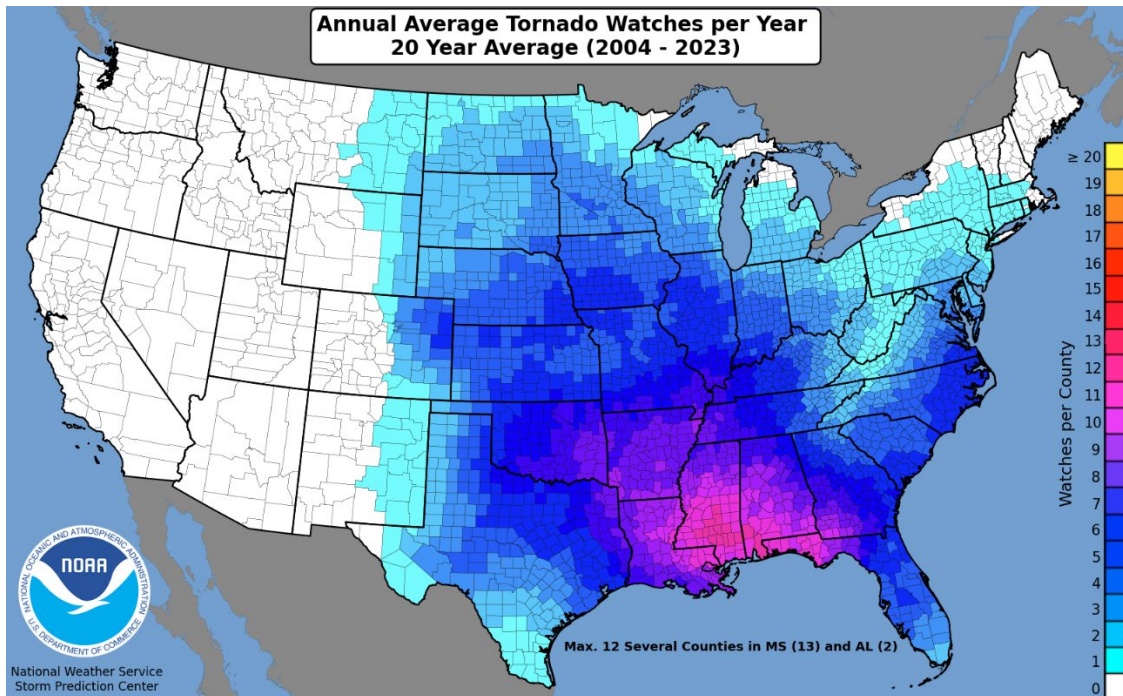 Annual Average Tornado Watches per Year
20 Year Average (2004 - 2023)
≥ 20
19
18
17
16
15
14
13
12
11
10
9
8
7
6
5
4
3
2
1
0
Watches per County
Max. 12 Several Counties in MS (13) and AL (2)
NATIONAL OCEANIC AND ATMOSPHERIC ADMINISTRATION
NOAA
U.S. DEPARTMENT OF COMMERCE
National Weather Service
Storm Prediction Center